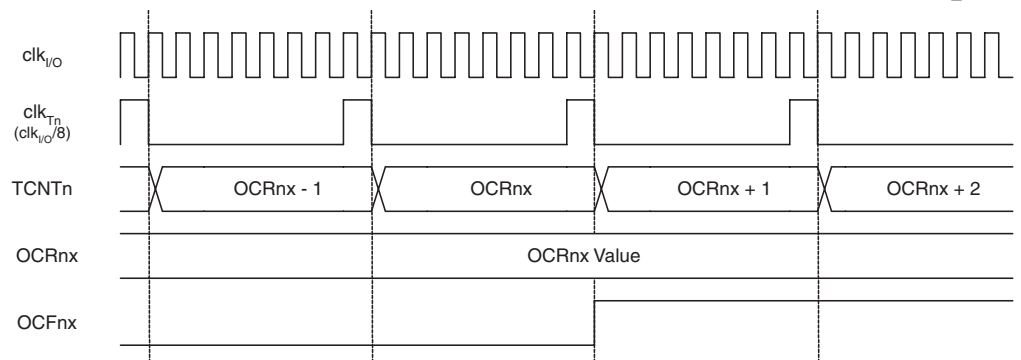 clkI/O
clkTn
(clkI/O/8)
TCNTn OCRnx - 1 OCRnx OCRnx + 1 OCRnx + 2
OCRnx OCRnx Value
OCFnx